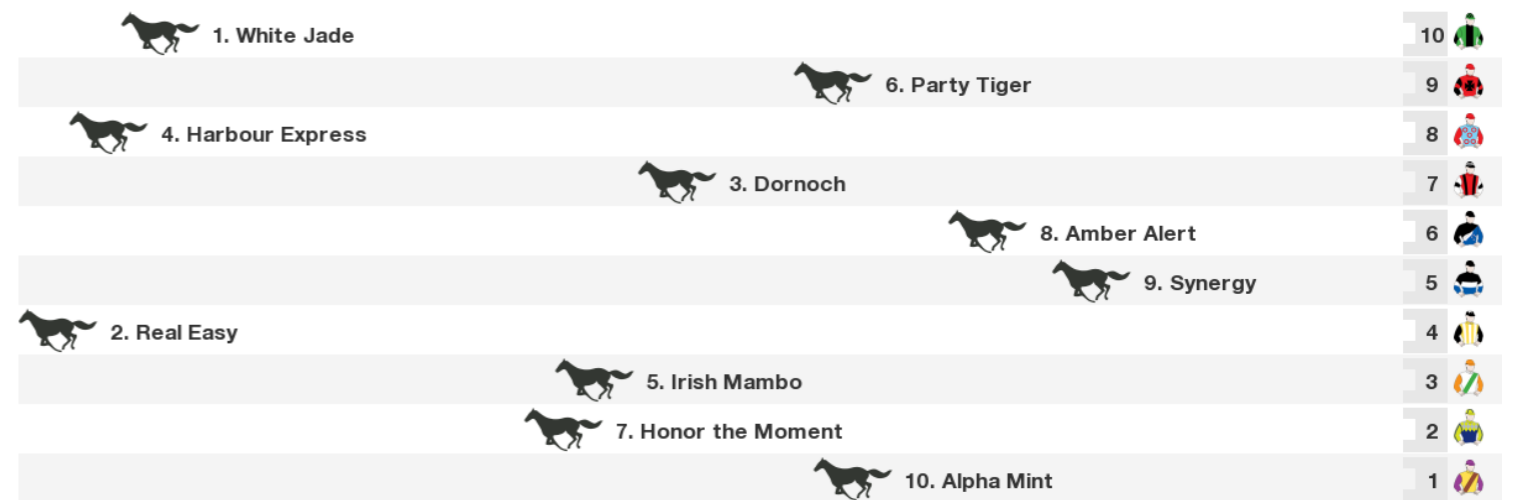 1. White Jade 10
6. Party Tiger 9
4. Harbour Express 8
3. Dornoch 7
8. Amber Alert 6
9. Synergy 5
2. Real Easy 4
5. Irish Mambo 3
7. Honor the Moment 2
10. Alpha Mint 1